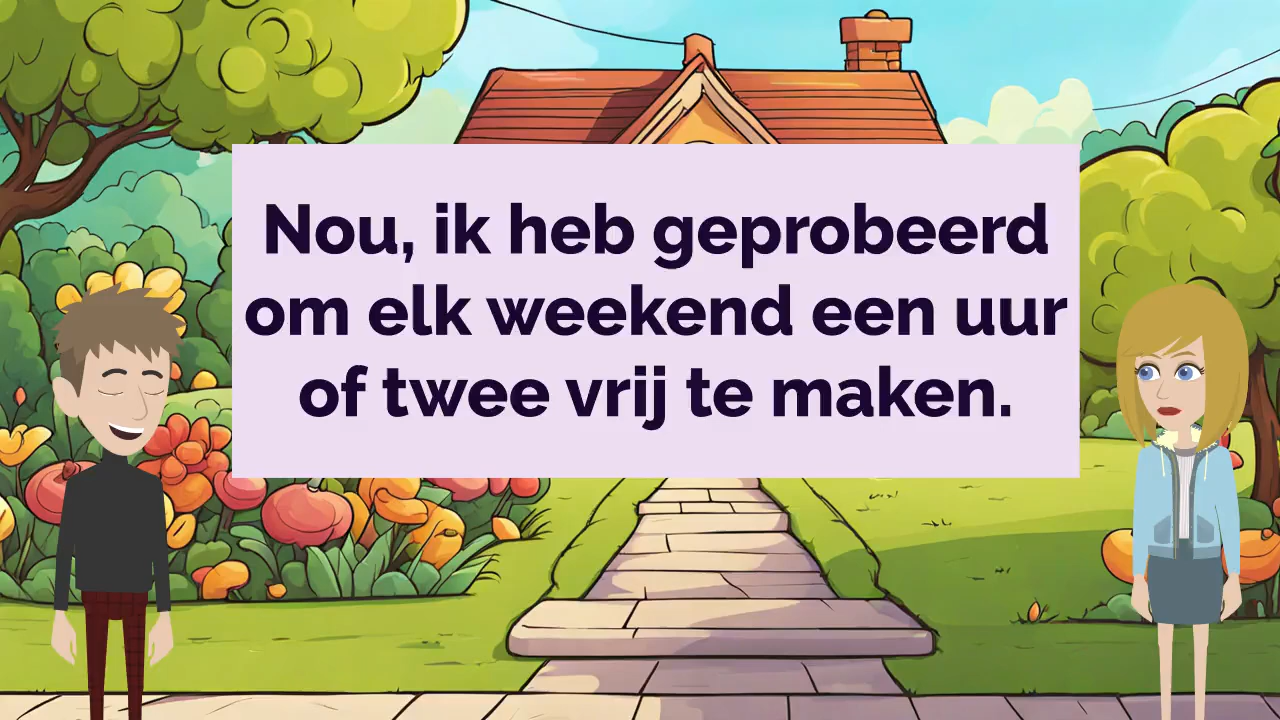 Nou, ik heb geprobeerd
om elk weekend een uur
of twee vrij te maken.